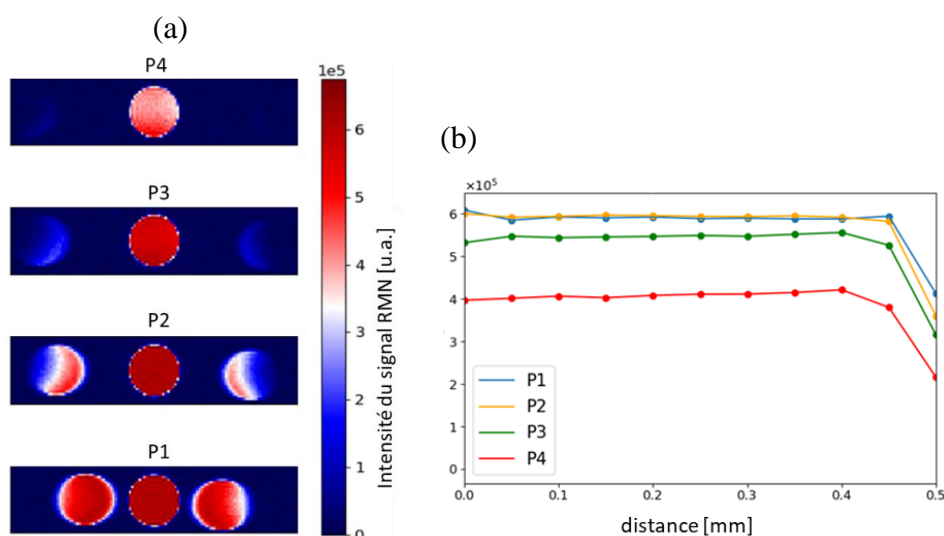 (a)
P4
P3
P2
P1
1e5
6
5
4
3
2
1
0
Intensité du signal RMN [u.a.]
(b)
×10⁵
6
5
4
3
2
1
0
P1
P2
P3
P4
0.0 0.1 0.2 0.3 0.4 0.5
distance [mm]